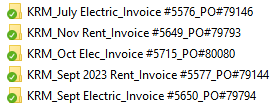 KRM_July Electric_Invoice #5576_PO#79146
KRM_Nov Rent_Invoice #5649_PO#79793
KRM_Oct Elec_Invoice #5715_PO#80080
KRM_Sept 2023 Rent_Invoice #5577_PO#79144
KRM_Sept Electric_Invoice #5650_PO#79794